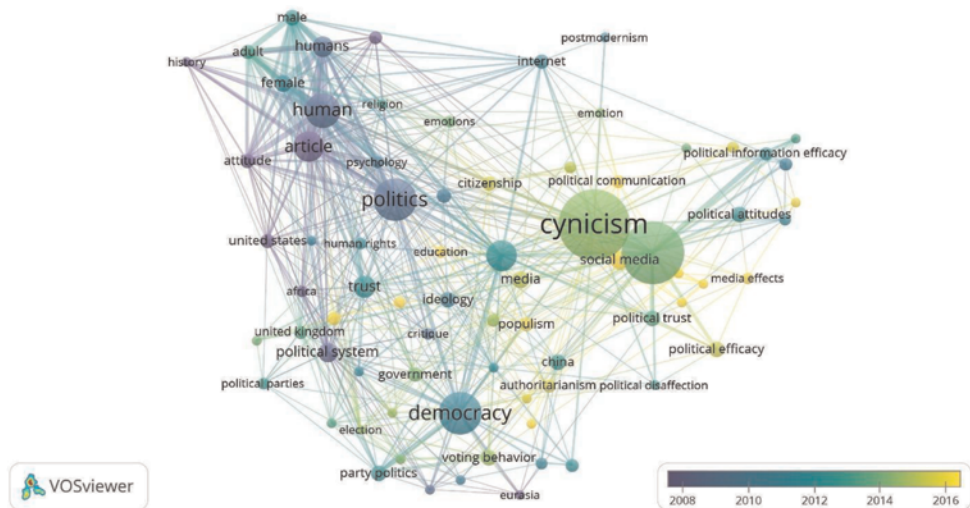 male
humans
postmodernism
adult
history
internet
female
human
religion
emotion
emotions
article
attitude
psychology
political information efficacy
citizenship
political communication
politics
cynicism
political attitudes
united states
human rights
education
social media
media
media effects
trust
africa
ideology
political trust
united kingdom
critique
populism
political system
political efficacy
china
government
political parties
authoritarianism
political disaffection
democracy
election
voting behavior
party politics
eurasia
VOSviewer
2008 2010 2012 2014 2016